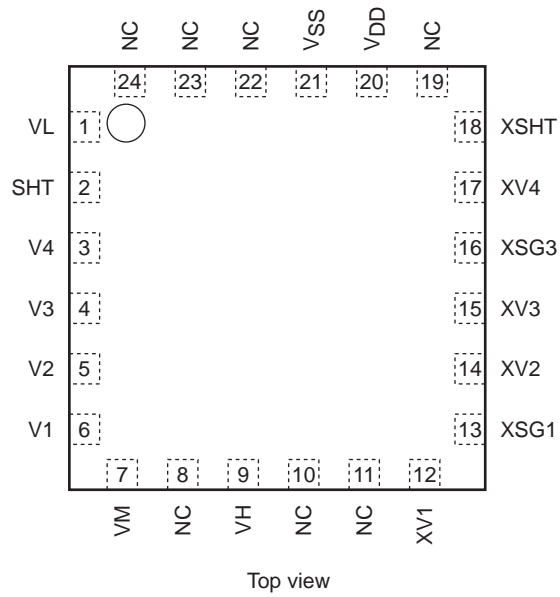 NC NC NC VSS VDD NC
24 23 22 21 20 19
VL 1 18 XSHT
SHT 2 17 XV4
V4 3 16 XSG3
V3 4 15 XV3
V2 5 14 XV2
V1 6 13 XSG1
7 8 9 10 11 12
VM NC VH NC NC XV1
Top view